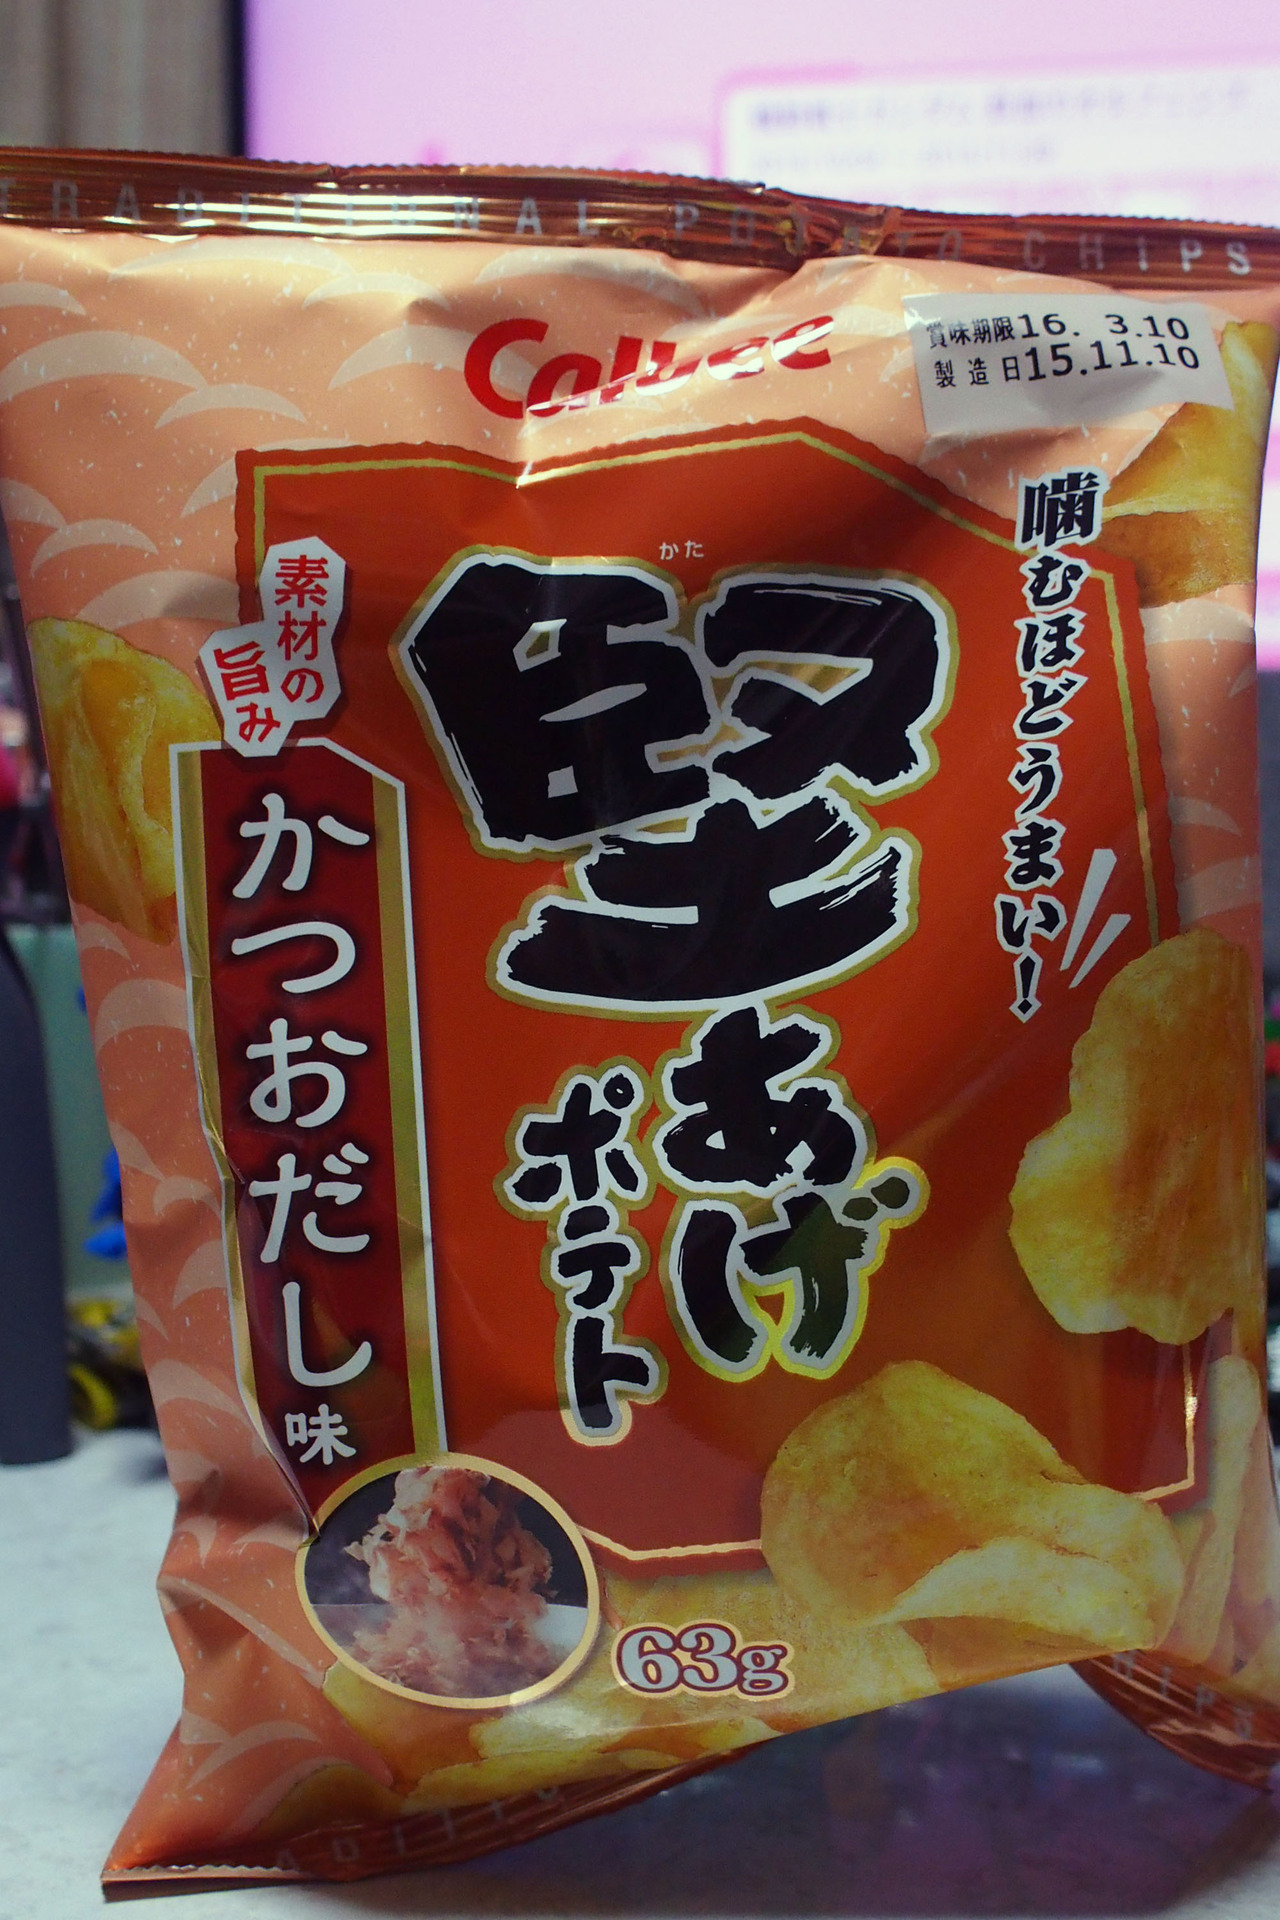 TRADITIONAL POTATO CHIPS
Calbee
賞味期限16. 3.10
製造日15.11.10
噛むほどうまい!
かた
堅あげ
ポテト
素材の
旨み
かつおだし味
63g